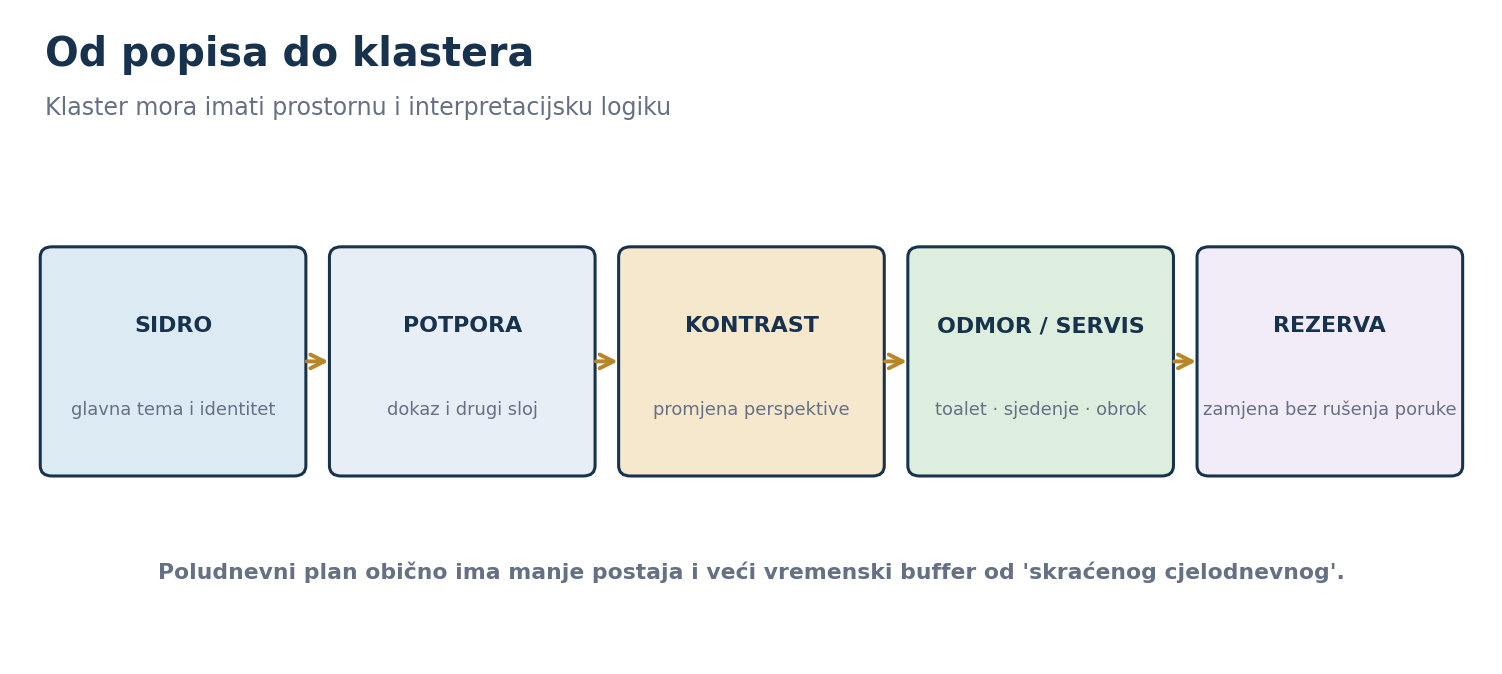 Od popisa do klastera
Klaster mora imati prostornu i interpretacijsku logiku
SIDRO
glavna tema i identitet
POTPORA
dokaz i drugi sloj
KONTRAST
promjena perspektive
ODMOR / SERVIS
toalet · sjedenje · obrok
REZERVA
zamjena bez rušenja poruke
Poludnevni plan obično ima manje postaja i veći vremenski buffer od 'skraćenog cjelodnevnog'.